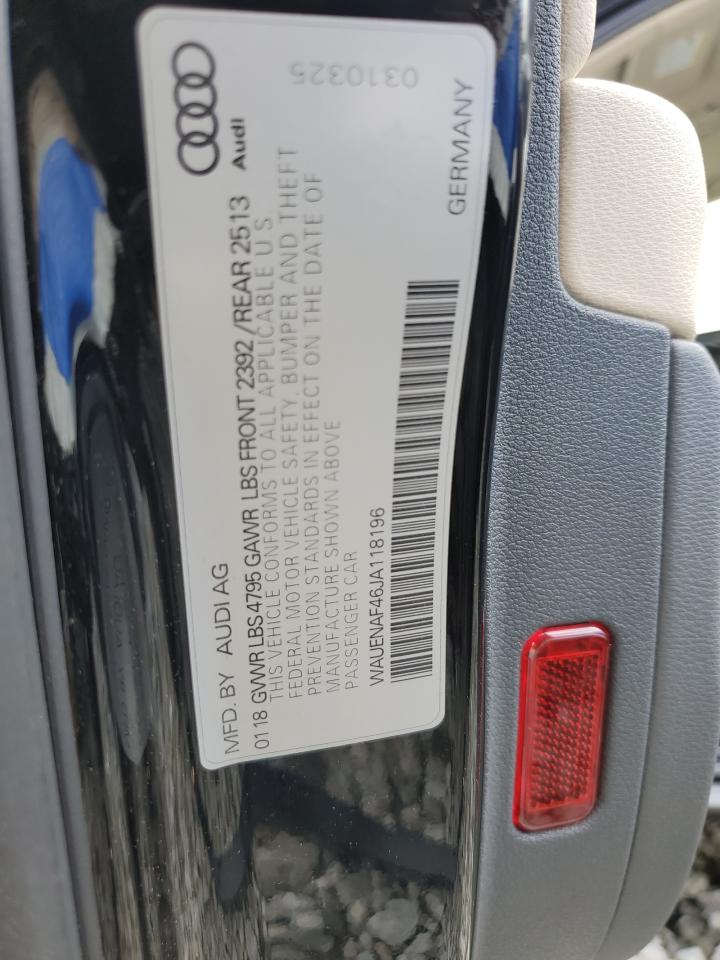 0310325
Audi
GERMANY
MFD. BY AUDI AG
0118 GVWR LBS 4795 GAWR LBS FRONT 2392 /REAR 2513
THIS VEHICLE CONFORMS TO ALL APPLICABLE U S
FEDERAL MOTOR VEHICLE SAFETY, BUMPER AND THEFT
PREVENTION STANDARDS IN EFFECT ON THE DATE OF
MANUFACTURE SHOWN ABOVE
PASSENGER CAR
WAUENAF46JA118196